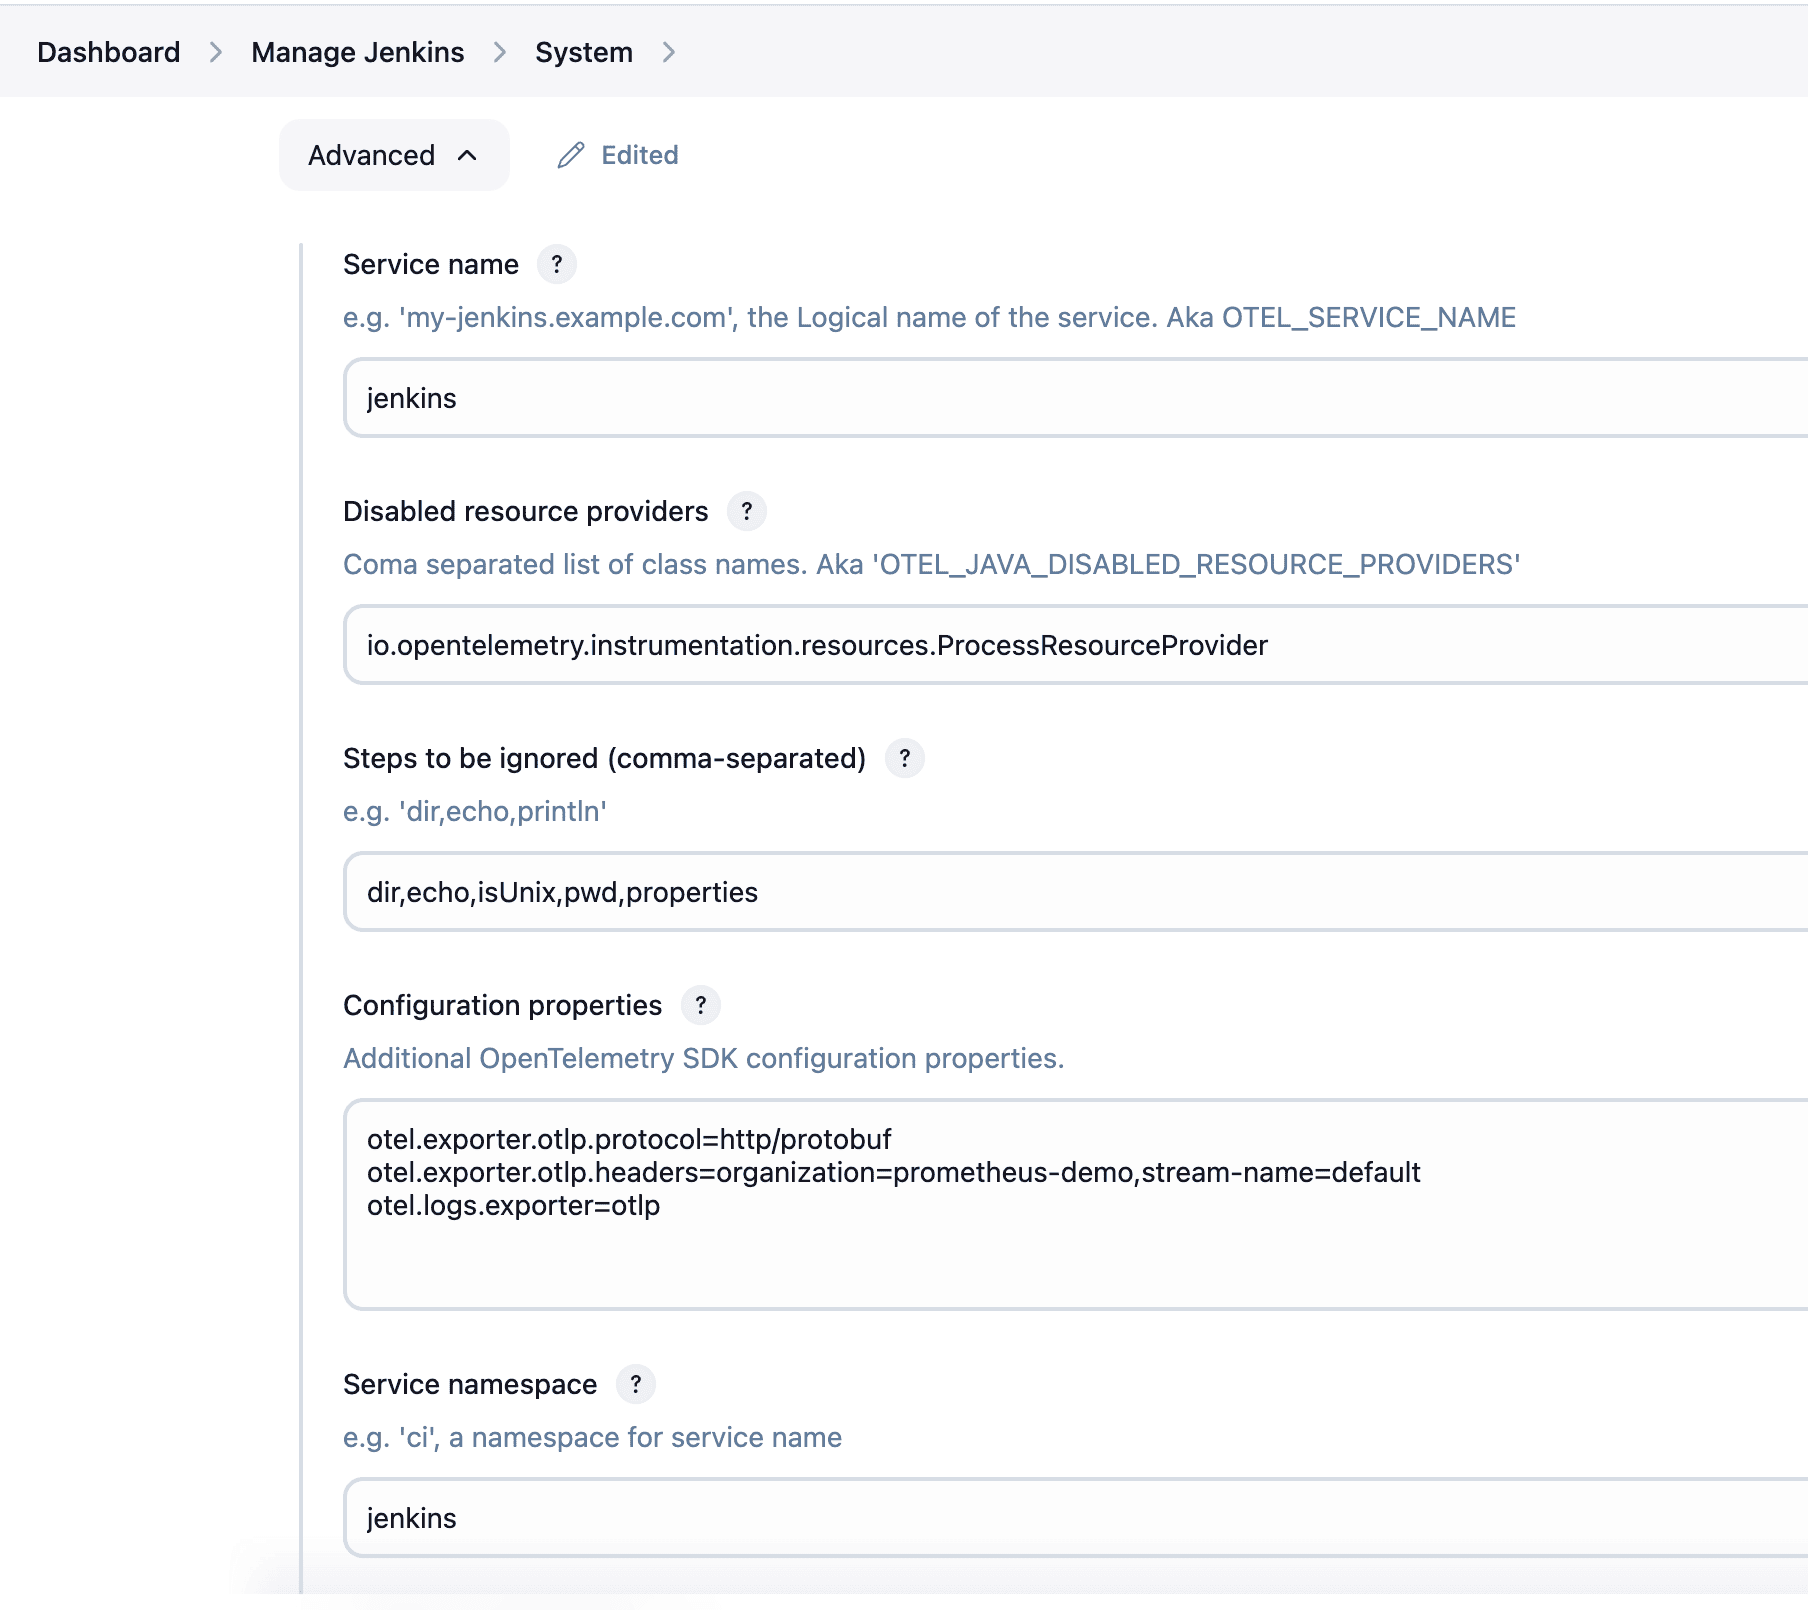 Dashboard > Manage Jenkins > System >
Advanced Edited
Service name ?
e.g. 'my-jenkins.example.com', the Logical name of the service. Aka OTEL_SERVICE_NAME
jenkins
Disabled resource providers ?
Coma separated list of class names. Aka 'OTEL_JAVA_DISABLED_RESOURCE_PROVIDERS'
io.opentelemetry.instrumentation.resources.ProcessResourceProvider
Steps to be ignored (comma-separated) ?
e.g. 'dir,echo,println'
dir,echo,isUnix,pwd,properties
Configuration properties ?
Additional OpenTelemetry SDK configuration properties.
otel.exporter.otlp.protocol=http/protobuf
otel.exporter.otlp.headers=organization=prometheus-demo,stream-name=default
otel.logs.exporter=otlp
Service namespace ?
e.g. 'ci', a namespace for service name
jenkins